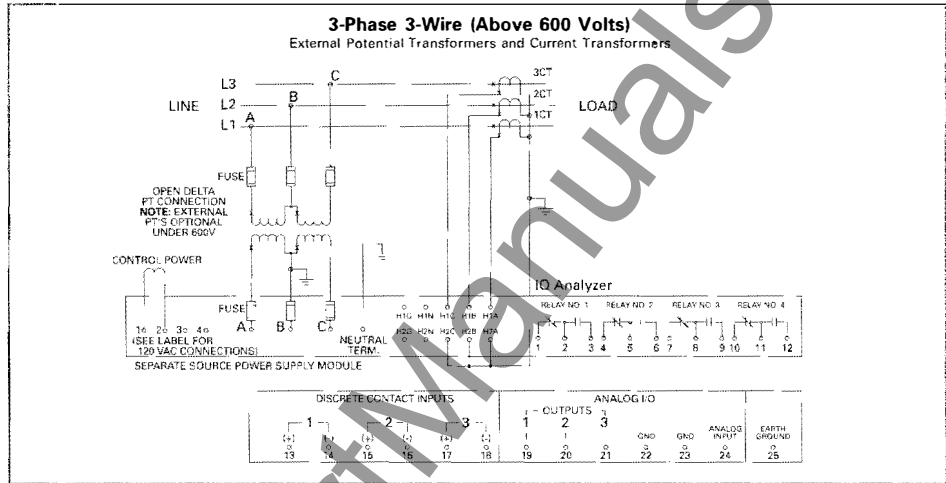 3-Phase 3-Wire (Above 600 Volts)
External Potential Transformers and Current Transformers
L3 C 3CT
LINE L2 B 2CT LOAD
L1 A 1CT
FUSE
OPEN DELTA
PT CONNECTION
NOTE: EXTERNAL
PT'S OPTIONAL
UNDER 600V
CONTROL POWER
IQ Analyzer
FUSE
A B C
H1G H1N H1C H1B H1A
H2G H2N H2C H2B H7A
NEUTRAL
TERM.
RELAY NO. 1 RELAY NO. 2 RELAY NO. 3 RELAY NO. 4
1 2 3 4 5 6 7 8 9 10 11 12
1 2 3 4
(SEE LABEL FOR
120 VAC CONNECTIONS)
SEPARATE SOURCE POWER SUPPLY MODULE
DISCRETE CONTACT INPUTS ANALOG I/O
1 2 3 OUTPUTS
1 2 3
(+) (-) (+) (-) (+) (-) GND GND ANALOG INPUT EARTH GROUND
13 14 15 16 17 18 19 20 21 22 23 24 25